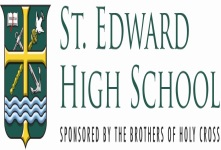 ST. EDWARD
HIGH SCHOOL
SPONSORED BY THE BROTHERS OF HOLY CROSS